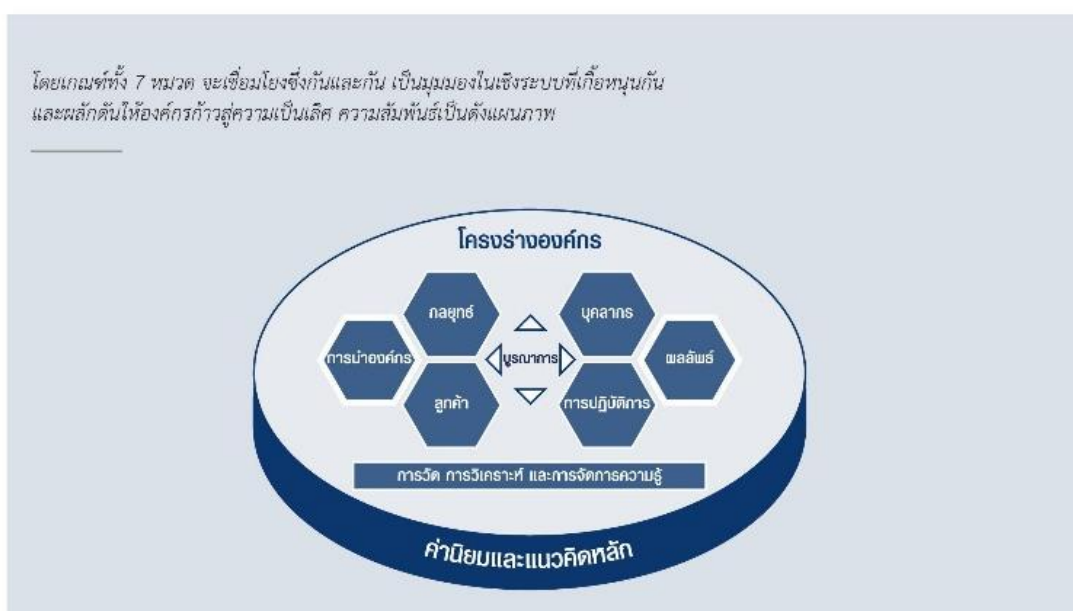 โดยเกณฑ์ทั้ง 7 หมวด จะเชื่อมโยงซึ่งกันและกัน เป็นมุมมองในเชิงระบบที่เกื้อหนุนกัน
และผลักดันให้องค์กรก้าวสู่ความเป็นเลิศ ความสัมพันธ์เป็นดังแผนภาพ
โครงร่างองค์กร
กลยุทธ์
บุคลากร
การนำองค์กร
บูรณาการ
ผลลัพธ์
ลูกค้า
การปฏิบัติการ
การวัด การวิเคราะห์ และการจัดการความรู้
ค่านิยมและแนวคิดหลัก